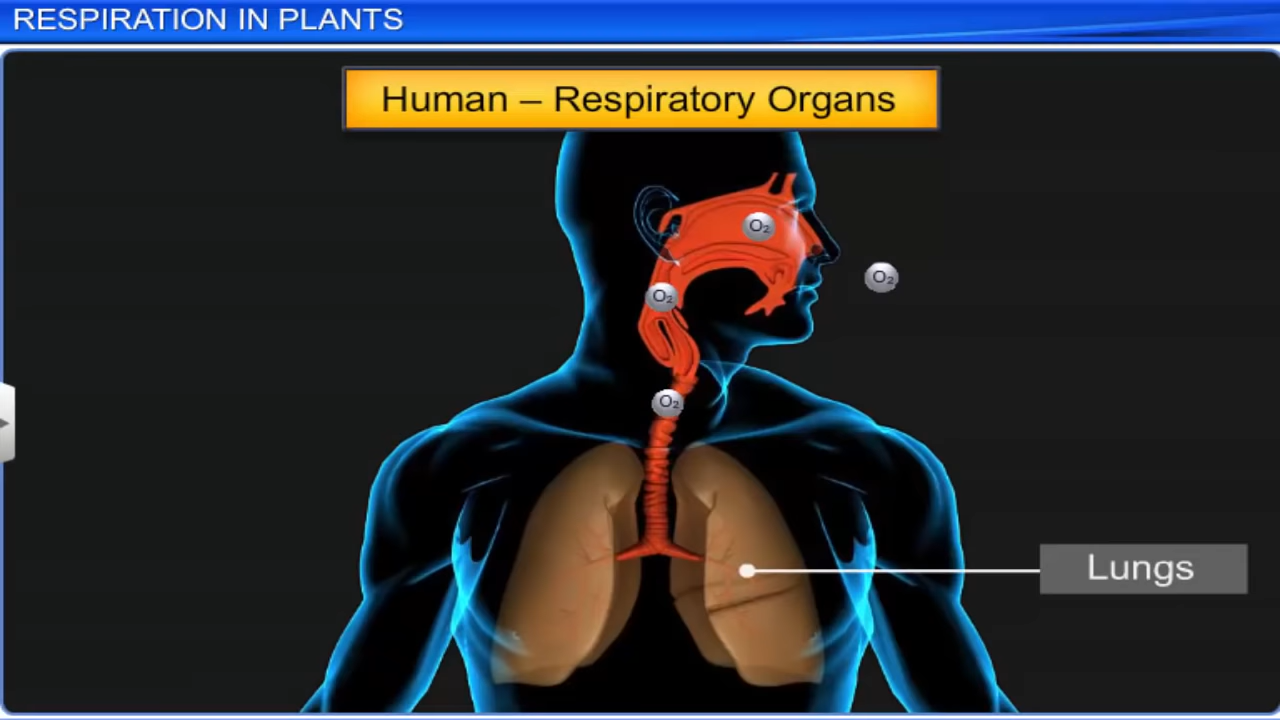 RESPIRATION IN PLANTS
Human – Respiratory Organs
O₂
O₂
O₂
O₂
Lungs